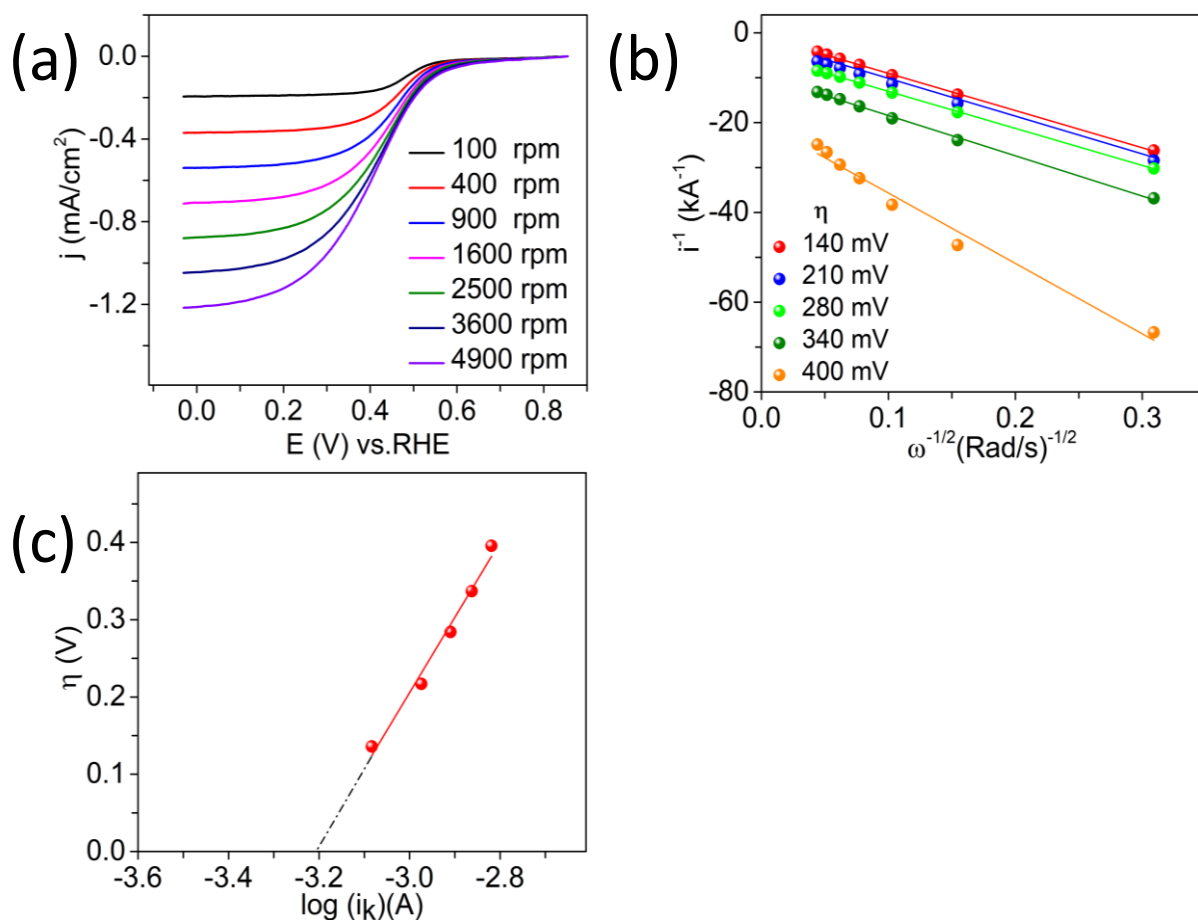 (a)
0.0
-0.4
-0.8
-1.2
j (mA/cm²)
100 rpm
400 rpm
900 rpm
1600 rpm
2500 rpm
3600 rpm
4900 rpm
0.0 0.2 0.4 0.6 0.8
E (V) vs.RHE
(b)
0
-20
-40
-60
-80
i⁻¹ (kA⁻¹)
η
140 mV
210 mV
280 mV
340 mV
400 mV
0.0 0.1 0.2 0.3
ω⁻¹/²(Rad/s)⁻¹/²
(c)
0.4
0.3
0.2
0.1
0.0
η (V)
-3.6 -3.4 -3.2 -3.0 -2.8
log (iₖ)(A)